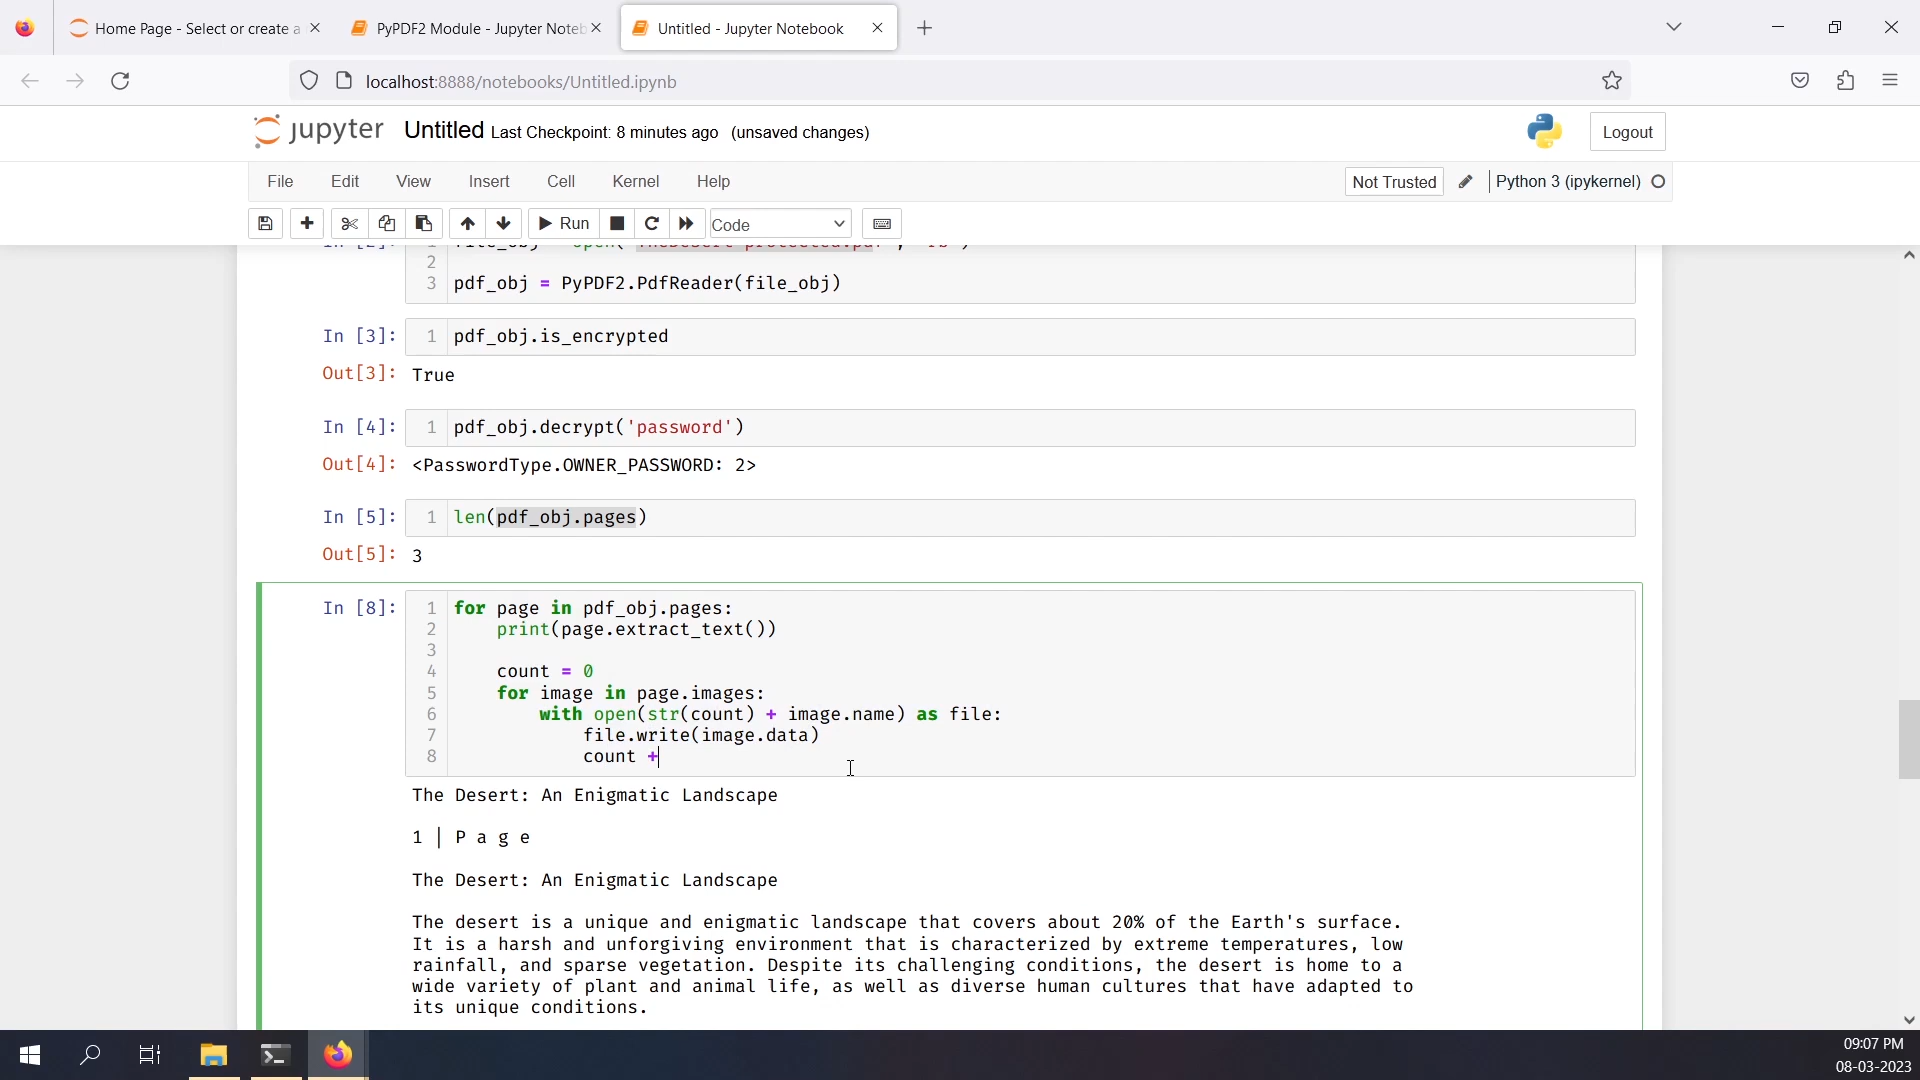 Home Page - Select or create a
PyPDF2 Module - Jupyter Noteb
Untitled - Jupyter Notebook
localhost:8888/notebooks/Untitled.ipynb
jupyter Untitled Last Checkpoint: 8 minutes ago (unsaved changes)
Logout
File Edit View Insert Cell Kernel Help
Not Trusted
Python 3 (ipykernel)
Run
Code
2
3 pdf_obj = PyPDF2.PdfReader(file_obj)
In [3]: 1 pdf_obj.is_encrypted
Out[3]: True
In [4]: 1 pdf_obj.decrypt('password')
Out[4]: <PasswordType.OWNER_PASSWORD: 2>
In [5]: 1 len(pdf_obj.pages)
Out[5]: 3
In [8]: 1 for page in pdf_obj.pages:
2 print(page.extract_text())
3
4 count = 0
5 for image in page.images:
6 with open(str(count) + image.name) as file:
7 file.write(image.data)
8 count +
The Desert: An Enigmatic Landscape
1 | P a g e
The Desert: An Enigmatic Landscape
The desert is a unique and enigmatic landscape that covers about 20% of the Earth's surface.
It is a harsh and unforgiving environment that is characterized by extreme temperatures, low
rainfall, and sparse vegetation. Despite its challenging conditions, the desert is home to a
wide variety of plant and animal life, as well as diverse human cultures that have adapted to
its unique conditions.
09:07 PM
08-03-2023